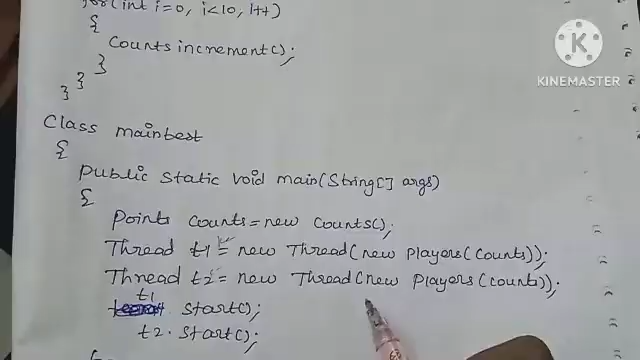 for(int i=0, i<10, i++)
{
Counts increment();
}
}
}
Class mainbest
{
public static void main(String[] args)
{
Points counts = new Counts();
Thread t1 = new Thread(new Players(Counts));
Thread t2 = new Thread(new Players(counts));
t1. start();
t2. start();
KINEMASTER